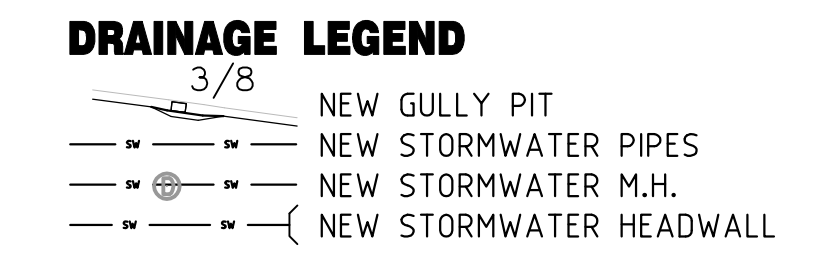 DRAINAGE LEGEND
3/8
NEW GULLY PIT
SW SW NEW STORMWATER PIPES
SW D SW NEW STORMWATER M.H.
SW SW NEW STORMWATER HEADWALL